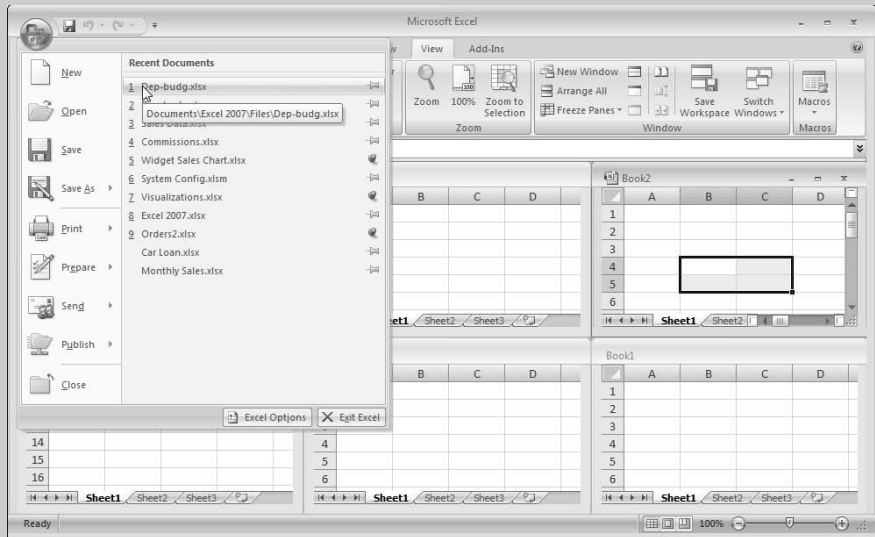 Microsoft Excel
View Add-Ins
New Window
Arrange All
Freeze Panes
Zoom 100% Zoom to Selection
Save Workspace Switch Windows
Macros
Zoom Window Macros
New
Open
Save
Save As
Print
Prepare
Send
Publish
Close
Recent Documents
1 Dep-budg.xlsx
2
Documents\Excel 2007\Files\Dep-budg.xlsx
3 Sales Data.xlsx
4 Commissions.xlsx
5 Widget Sales Chart.xlsx
6 System Config.xlsm
7 Visualizations.xlsx
8 Excel 2007.xlsx
9 Orders2.xlsx
Car Loan.xlsx
Monthly Sales.xlsx
Excel Options Exit Excel
B C D
Sheet2 Sheet3
Book2
A B C D
1
2
3
4
5
6
Sheet1 Sheet2
B C D
4
5
6
Sheet1 Sheet2 Sheet3
Book1
A B C D
1
2
3
4
5
6
Sheet1 Sheet2 Sheet3
14
15
16
Sheet1 Sheet2 Sheet3
Ready 100%